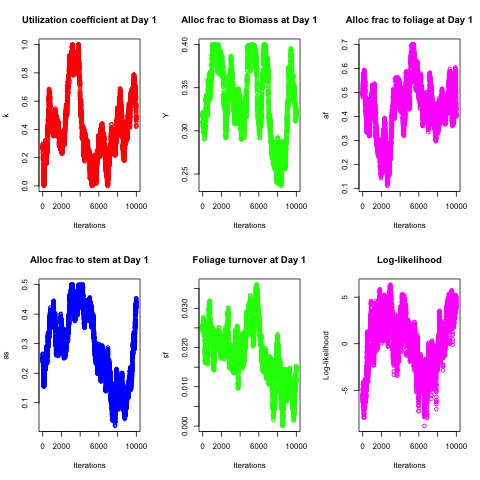 Utilization coefficient at Day 1
Alloc frac to Biomass at Day 1
Alloc frac to foliage at Day 1
k
0.0 0.2 0.4 0.6 0.8 1.0
0 2000 6000 10000
Iterations
Y
0.25 0.30 0.35 0.40
0 2000 6000 10000
Iterations
af
0.1 0.2 0.3 0.4 0.5 0.6 0.7
0 2000 6000 10000
Iterations
Alloc frac to stem at Day 1
Foliage turnover at Day 1
Log-likelihood
as
0.1 0.2 0.3 0.4 0.5
0 2000 6000 10000
Iterations
sf
0.000 0.010 0.020 0.030
0 2000 6000 10000
Iterations
Log-likelihood
-5 0 5
0 2000 6000 10000
Iterations